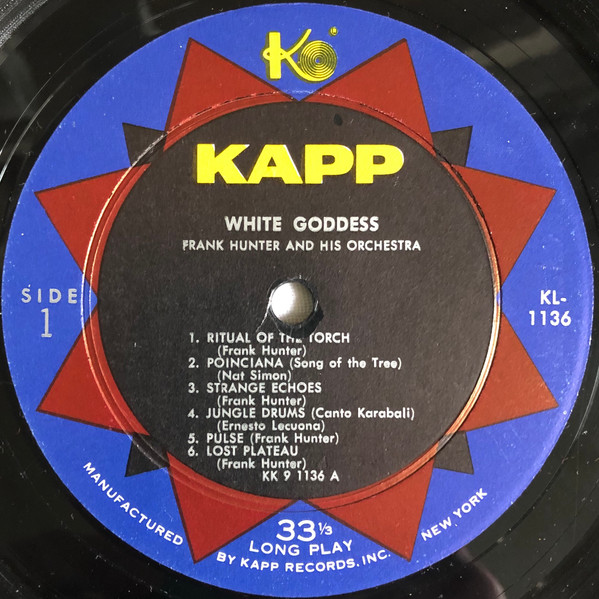 K
KAPP
WHITE GODDESS
FRANK HUNTER AND HIS ORCHESTRA
SIDE
1
KL-
1136
1. RITUAL OF THE TORCH
(Frank Hunter)
2. POINCIANA (Song of the Tree)
(Nat Simon)
3. STRANGE ECHOES
(Frank Hunter)
4. JUNGLE DRUMS (Canto Karabali)
(Ernesto Lecuona)
5. PULSE (Frank Hunter)
6. LOST PLATEAU
(Frank Hunter)
KK 9 1136 A
33⅓
LONG PLAY
MANUFACTURED BY KAPP RECORDS, INC. NEW YORK